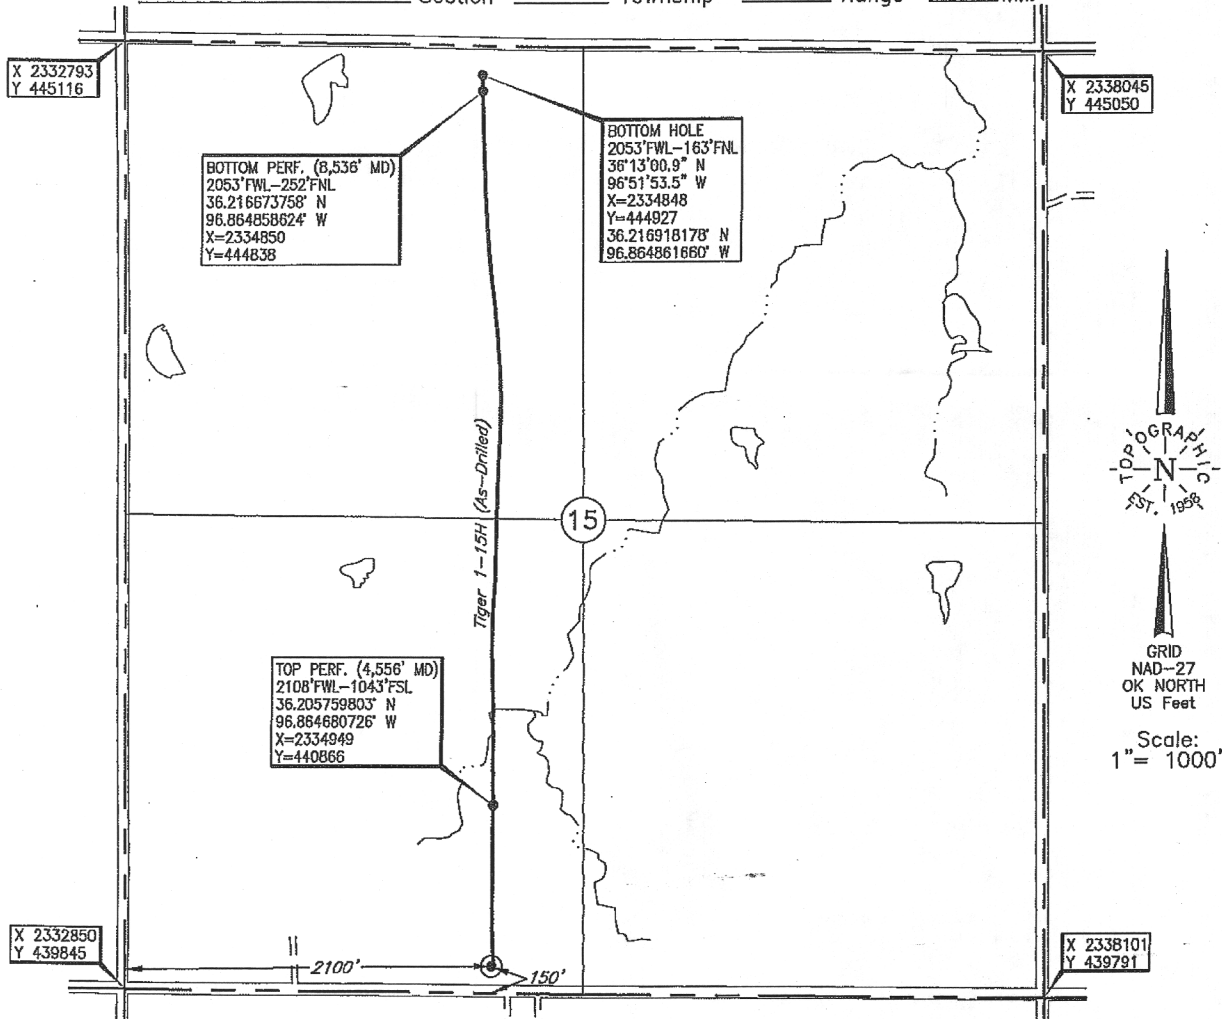 Section Township Range
X 2332793
Y 445116
X 2338045
Y 445050
BOTTOM HOLE
2053'FWL-163'FNL
36°13'00.9" N
96°51'53.5" W
X=2334848
Y=444927
36.216918178° N
96.864861660° W
BOTTOM PERF. (8,536' MD)
2053'FWL-252'FNL
36.216673758° N
96.864858624° W
X=2334850
Y=444838
Tiger 1-15H (As-Drilled)
15
TOPOGRAPHIC
N
EST. 1958
GRID
NAD-27
OK NORTH
US Feet
Scale:
1"= 1000'
TOP PERF. (4,556' MD)
2108'FWL-1043'FSL
36.205759803° N
96.864680726° W
X=2334949
Y=440866
X 2332850
Y 439845
2100'
150'
X 2338101
Y 439791